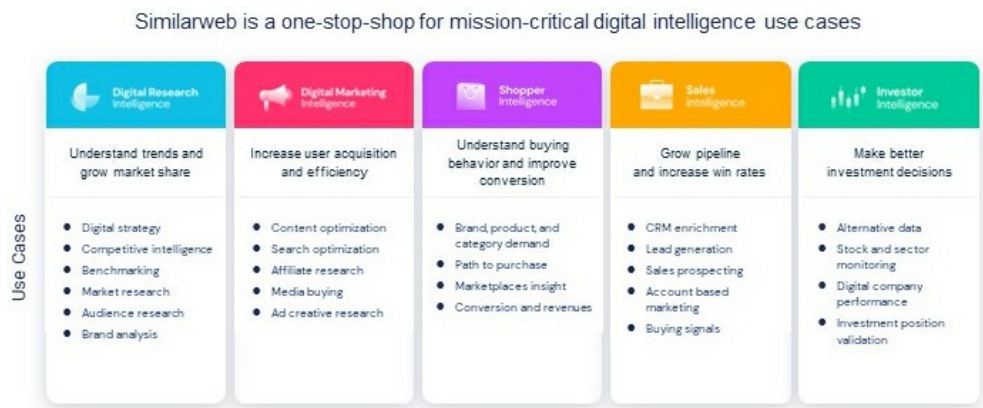 Similarweb is a one-stop-shop for mission-critical digital intelligence use cases
Digital Research
Intelligence
Understand trends and
grow market share
Digital strategy
Competitive intelligence
Benchmarking
Market research
Audience research
Brand analysis
Digital Marketing
Intelligence
Increase user acquisition
and efficiency
Content optimization
Search optimization
Affiliate research
Media buying
Ad creative research
Shopper
Intelligence
Understand buying
behavior and improve
conversion
Brand, product, and
category demand
Path to purchase
Marketplaces insight
Conversion and revenues
Sales
Intelligence
Grow pipeline
and increase win rates
CRM enrichment
Lead generation
Sales prospecting
Account based
marketing
Buying signals
Investor
Intelligence
Make better
investment decisions
Alternative data
Stock and sector
monitoring
Digital company
performance
Investment position
validation
Use Cases